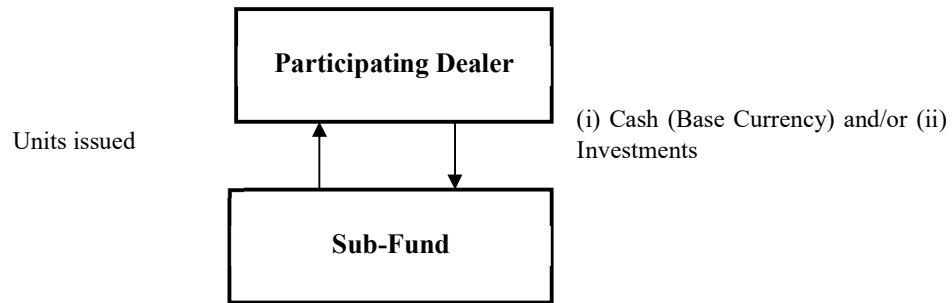 Participating Dealer
Units issued
(i) Cash (Base Currency) and/or (ii)
Investments
Sub-Fund